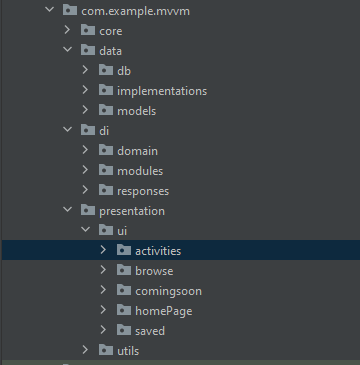 com.example.mvvm
core
data
db
implementations
models
di
domain
modules
responses
presentation
ui
activities
browse
comingsoon
homePage
saved
utils